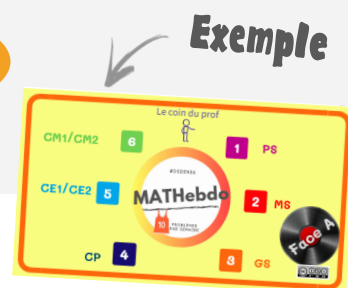 Exemple
Le coin du prof
CM1/CM2 6
1 PS
CE1/CE2 5
MATHebdo
2 MS
10 PROBLÈMES
PAR SEMAINE
CP 4
3 GS
Face A